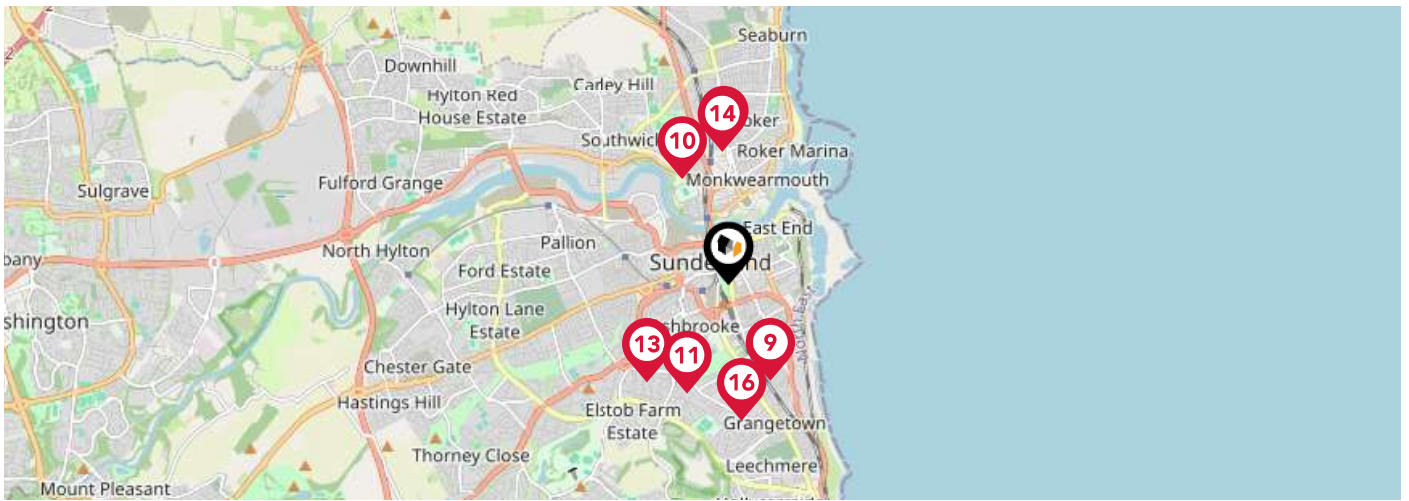 Seaburn
Downhill
Carley Hill
Hylton Red
House Estate
14
10
Southwick
Roker Marina
Sulgrave
Fulford Grange
Monkwearmouth
East End
North Hylton
Pallion
Ford Estate
Hylton Lane
Estate
13
11
9
16
Chester Gate
Hastings Hill
Elstob Farm
Estate
Grangetown
Thorney Close
Leechmere
Mount Pleasant